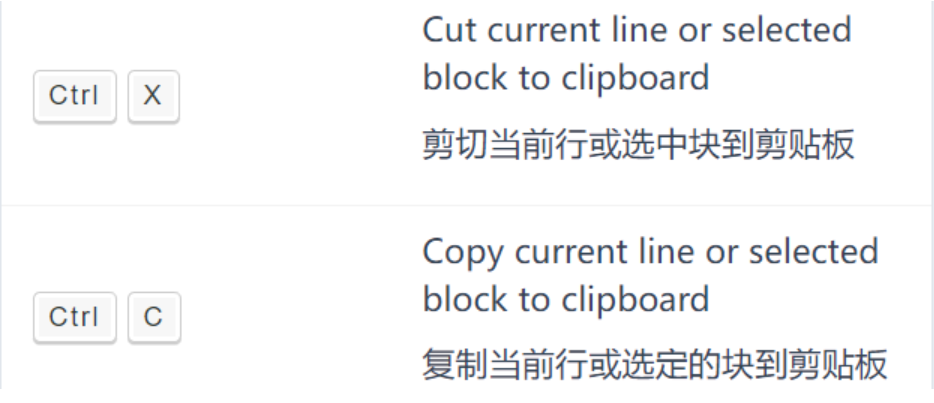 Cut current line or selected
block to clipboard
Ctrl X
剪切当前行或选中块到剪贴板
Copy current line or selected
block to clipboard
Ctrl C
复制当前行或选定的块到剪贴板